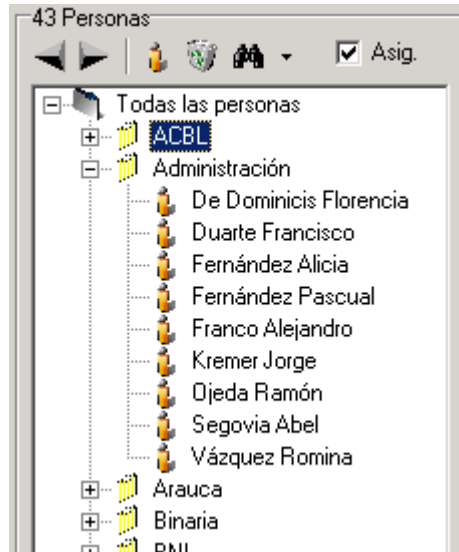 43 Personas
Asig.
Todas las personas
ACBL
Administración
De Dominicis Florencia
Duarte Francisco
Fernández Alicia
Fernández Pascual
Franco Alejandro
Kremer Jorge
Ojeda Ramón
Segovia Abel
Vázquez Romina
Arauca
Binaria